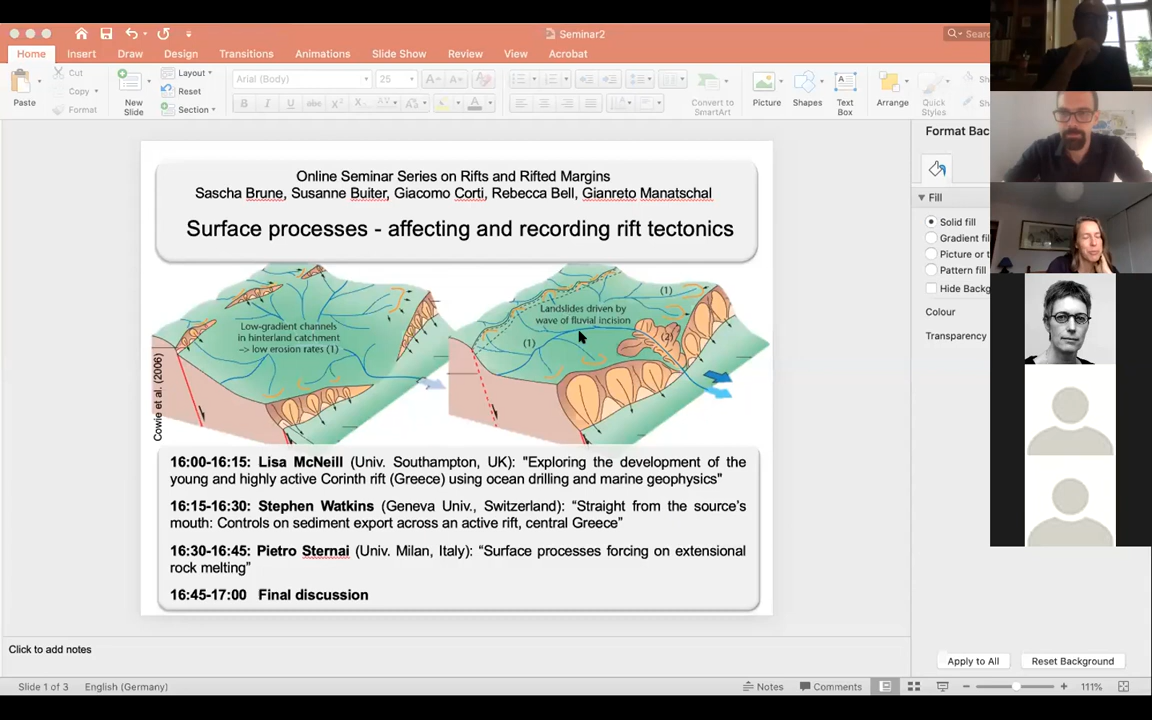 Seminar2
Searc
Home Insert Draw Design Transitions Animations Slide Show Review View Acrobat
Paste
Cut
Copy
Format
New Slide
Layout
Reset
Section
Arial (Body) 25
Convert to SmartArt
Picture
Shapes
Text Box
Arrange
Quick Styles
Online Seminar Series on Rifts and Rifted Margins
Sascha Brune, Susanne Buiter, Giacomo Corti, Rebecca Bell, Gianreto Manatschal
Surface processes - affecting and recording rift tectonics
Low-gradient channels
in hinterland catchment
-> low erosion rates (1)
Landslides driven by
wave of fluvial incision
(1)
(1)
(2)
Cowie et al. (2006)
16:00-16:15: Lisa McNeill (Univ. Southampton, UK): "Exploring the development of the
young and highly active Corinth rift (Greece) using ocean drilling and marine geophysics"
16:15-16:30: Stephen Watkins (Geneva Univ., Switzerland): “Straight from the source’s
mouth: Controls on sediment export across an active rift, central Greece”
16:30-16:45: Pietro Sternai (Univ. Milan, Italy): “Surface processes forcing on extensional
rock melting”
16:45-17:00 Final discussion
Format Bac
Fill
Solid fill
Gradient fil
Picture or t
Pattern fill
Hide Backg
Colour
Transparenc
Apply to All Reset Background
Click to add notes
Slide 1 of 3 English (Germany) Notes Comments 111%